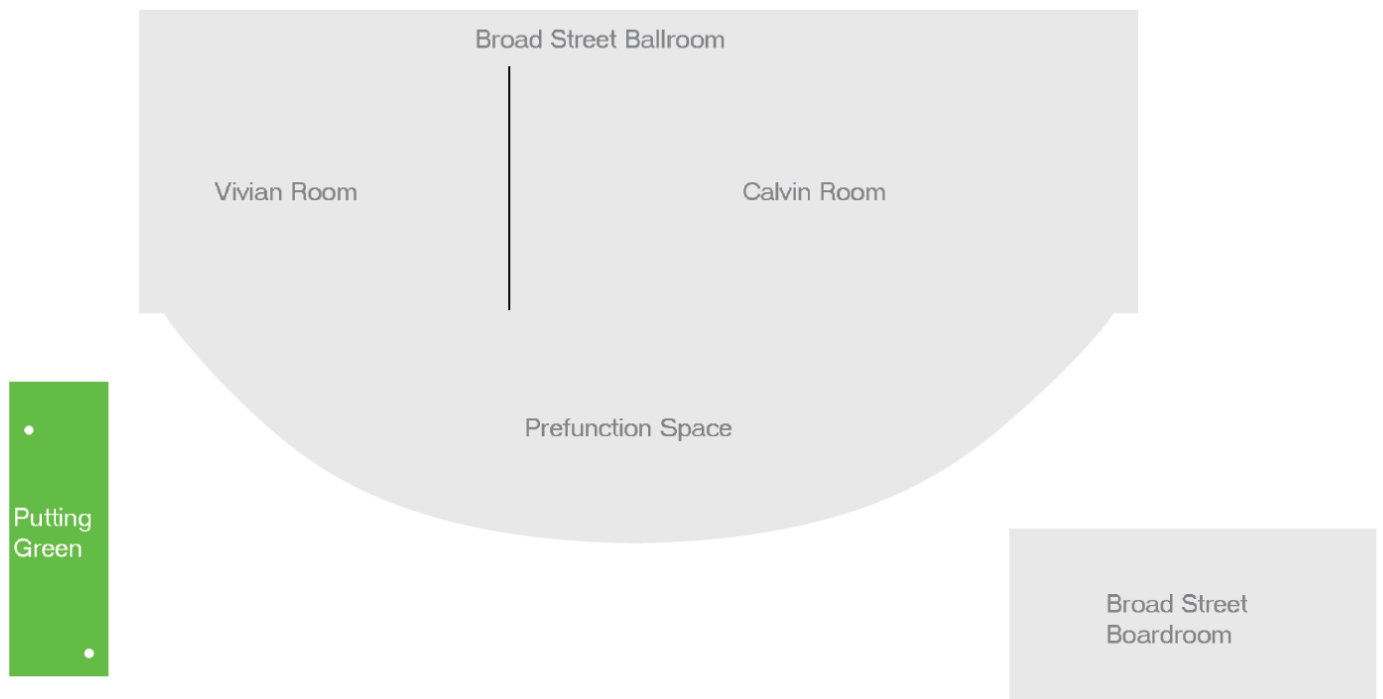 Broad Street Ballroom
Vivian Room
Calvin Room
Prefunction Space
Putting
Green
Broad Street
Boardroom